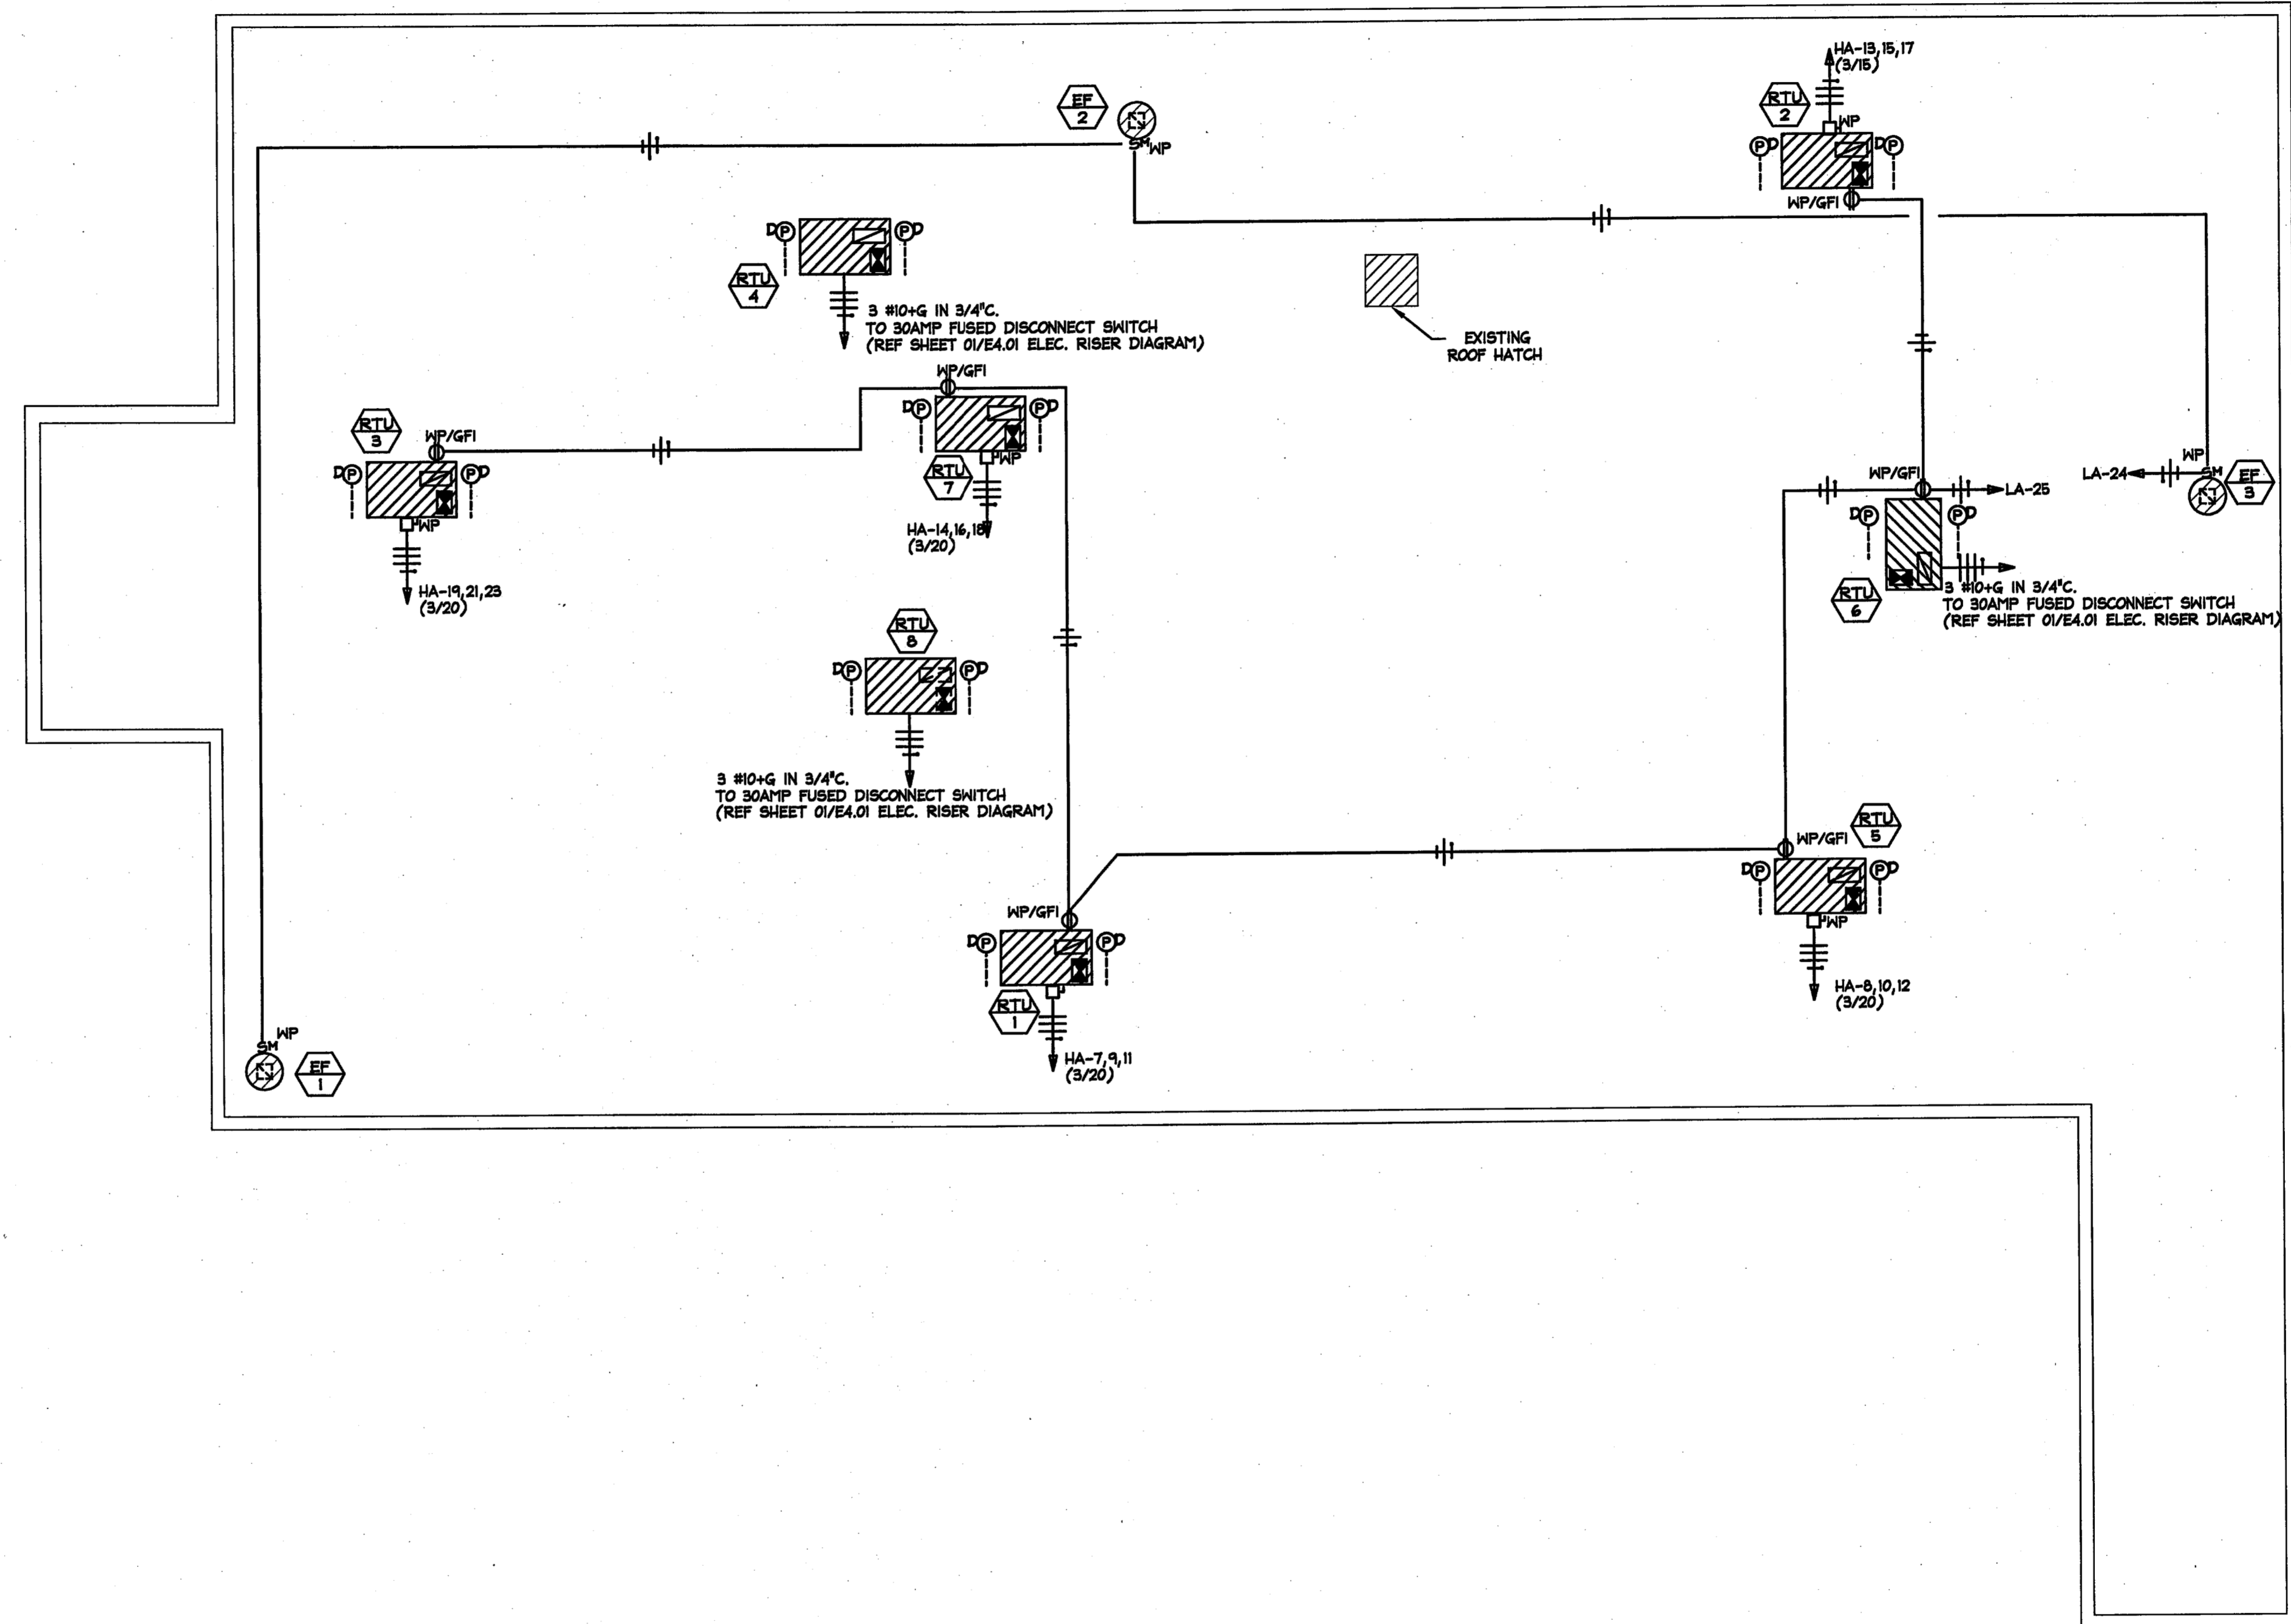 HA-13,15,17
(3/15)
RTU
2
WP
D P
D P
WP/GFI
EF
2
SM WP
D P
P D
RTU
4
3 #10+G IN 3/4"C.
TO 30AMP FUSED DISCONNECT SWITCH
(REF SHEET 01/E4.01 ELEC. RISER DIAGRAM)
EXISTING
ROOF HATCH
WP/GFI
D P
P D
RTU
7
WP
HA-14,16,18
(3/20)
RTU
3
WP/GFI
D P
P D
WP
HA-19,21,23
(3/20)
WP
SM
LA-24
EF
3
WP/GFI
LA-25
D P
P D
RTU
6
3 #10+G IN 3/4"C.
TO 30AMP FUSED DISCONNECT SWITCH
(REF SHEET 01/E4.01 ELEC. RISER DIAGRAM)
RTU
8
D P
P D
3 #10+G IN 3/4"C.
TO 30AMP FUSED DISCONNECT SWITCH
(REF SHEET 01/E4.01 ELEC. RISER DIAGRAM)
RTU
5
WP/GFI
D P
P D
WP
HA-8,10,12
(3/20)
WP/GFI
D P
P D
RTU
1
HA-7,9,11
(3/20)
WP
SM
EF
1